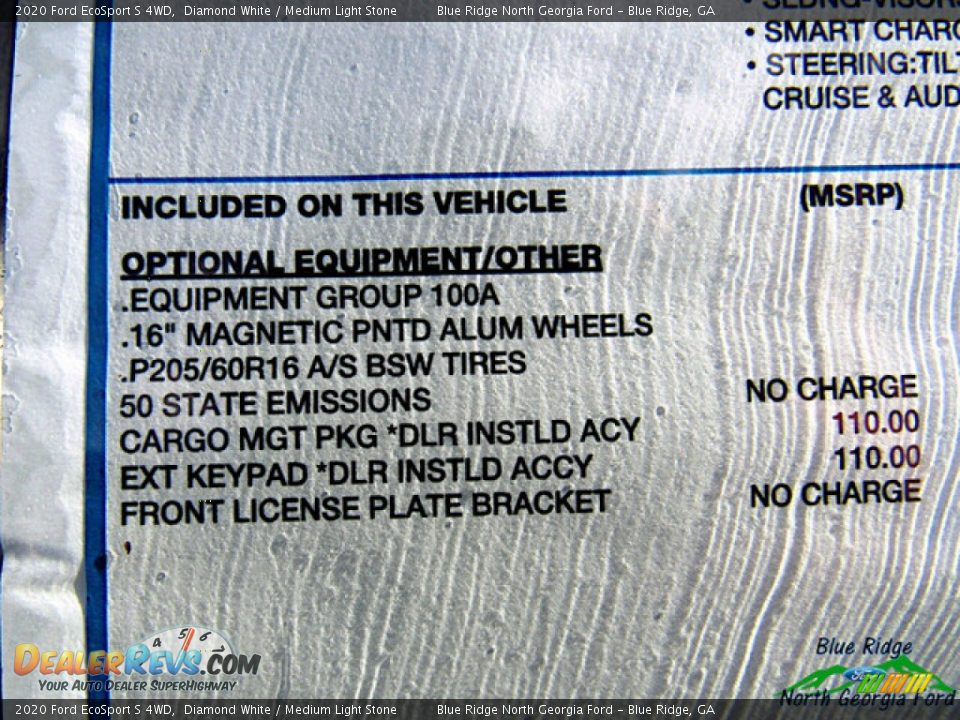 2020 Ford EcoSport S 4WD, Diamond White / Medium Light Stone Blue Ridge North Georgia Ford - Blue Ridge, GA
• SMART CHARG
• STEERING:TILT
CRUISE & AUD
INCLUDED ON THIS VEHICLE (MSRP)
OPTIONAL EQUIPMENT/OTHER
.EQUIPMENT GROUP 100A
.16" MAGNETIC PNTD ALUM WHEELS
.P205/60R16 A/S BSW TIRES
50 STATE EMISSIONS NO CHARGE
CARGO MGT PKG *DLR INSTLD ACY 110.00
EXT KEYPAD *DLR INSTLD ACCY 110.00
FRONT LICENSE PLATE BRACKET NO CHARGE
4 5 6
DealerRevs.com
Your Auto Dealer SuperHighway
Blue Ridge
North Georgia Ford
2020 Ford EcoSport S 4WD, Diamond White / Medium Light Stone Blue Ridge North Georgia Ford - Blue Ridge, GA